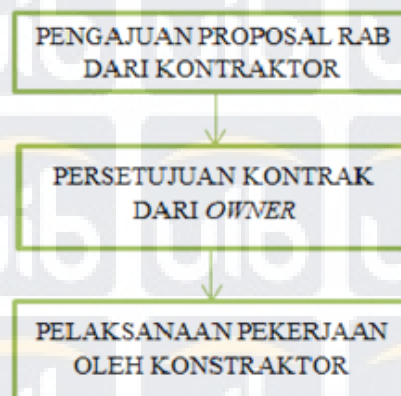 PENGAJUAN PROPOSAL RAB
DARI KONTRAKTOR
PERSETUJUAN KONTRAK
DARI OWNER
PELAKSANAAN PEKERJAAN
OLEH KONSTRAKTOR